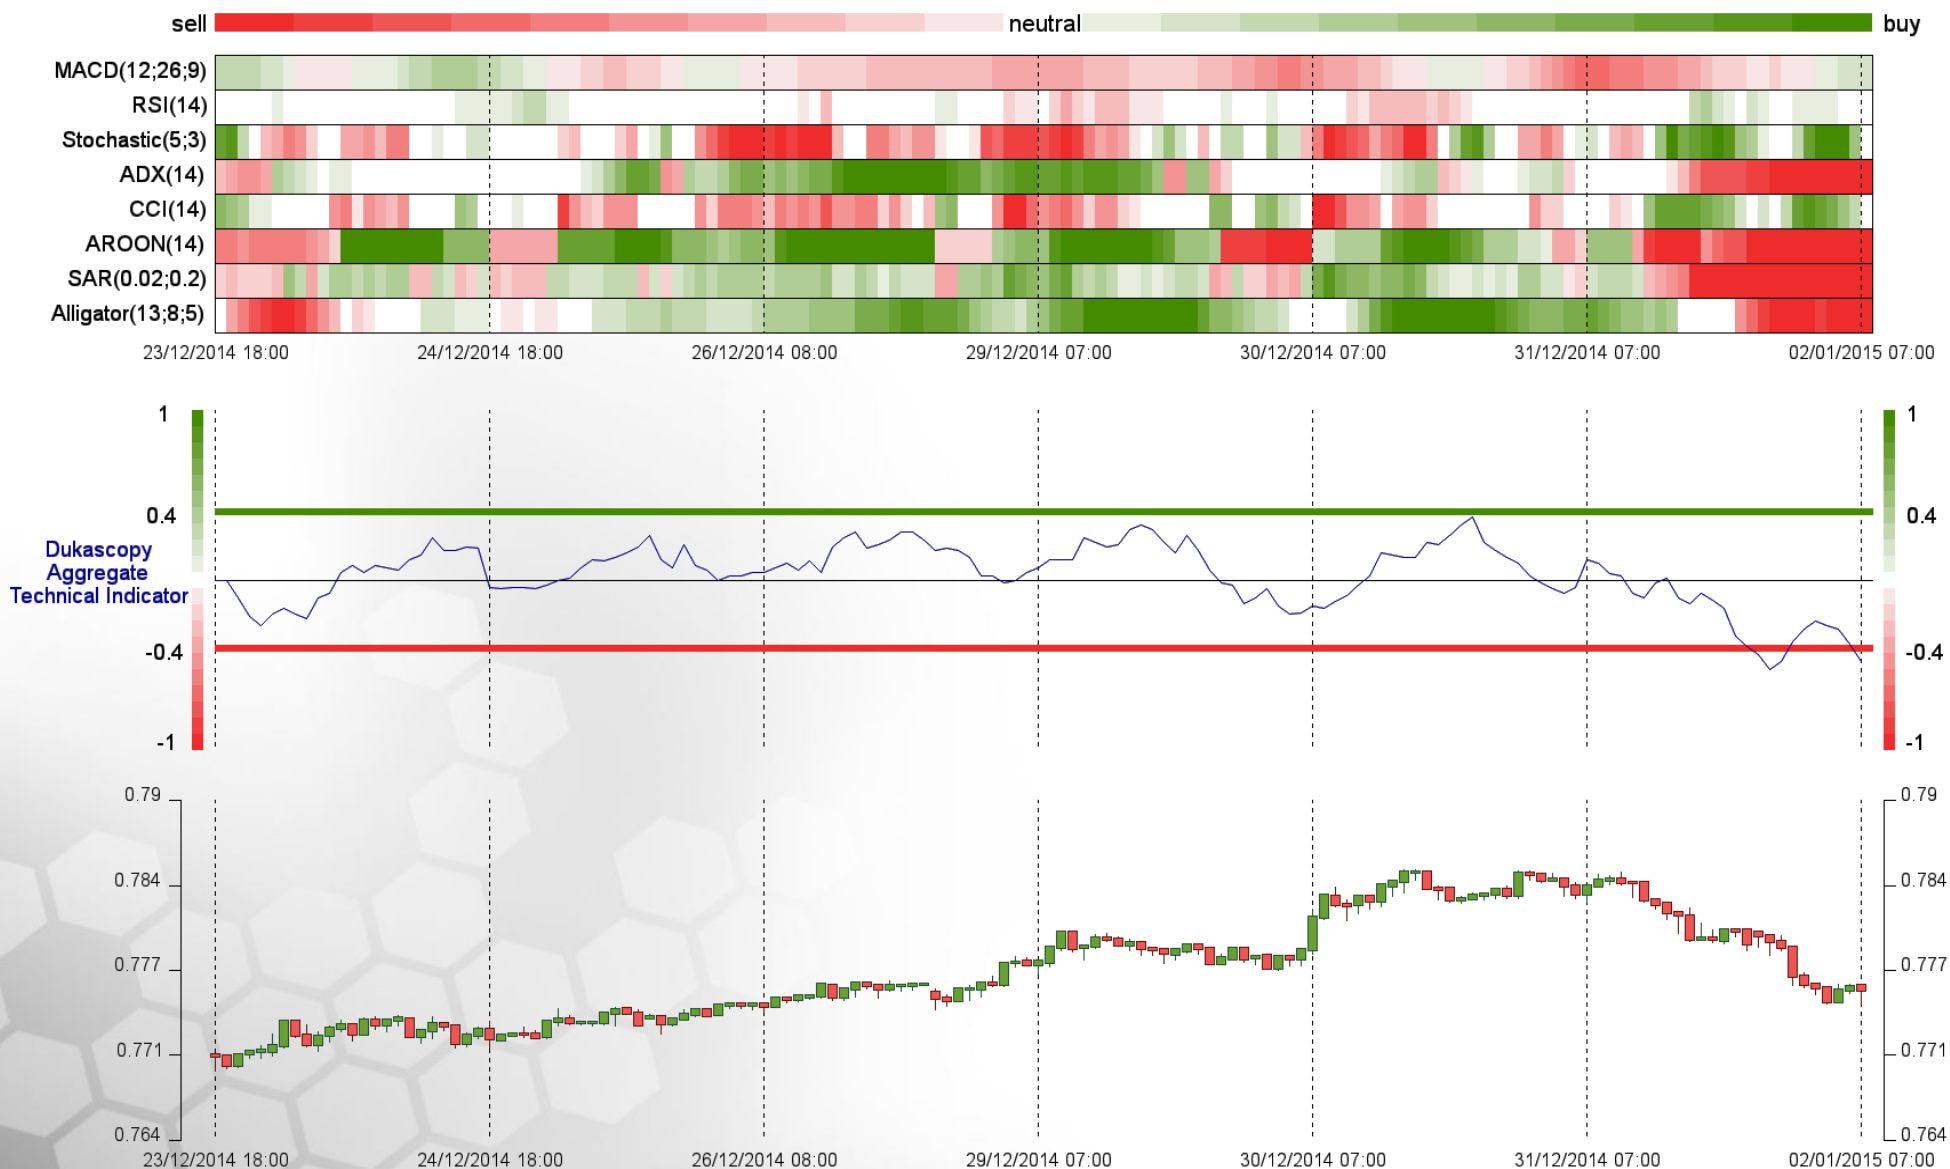 sell neutral buy
MACD(12;26;9)
RSI(14)
Stochastic(5;3)
ADX(14)
CCI(14)
AROON(14)
SAR(0.02;0.2)
Alligator(13;8;5)
23/12/2014 18:00 24/12/2014 18:00 26/12/2014 08:00 29/12/2014 07:00 30/12/2014 07:00 31/12/2014 07:00 02/01/2015 07:00
1 1
0.4 0.4
Dukascopy
Aggregate
Technical Indicator
-0.4 -0.4
-1 -1
0.79 0.79
0.784 0.784
0.777 0.777
0.771 0.771
0.764 0.764
23/12/2014 18:00 24/12/2014 18:00 26/12/2014 08:00 29/12/2014 07:00 30/12/2014 07:00 31/12/2014 07:00 02/01/2015 07:00